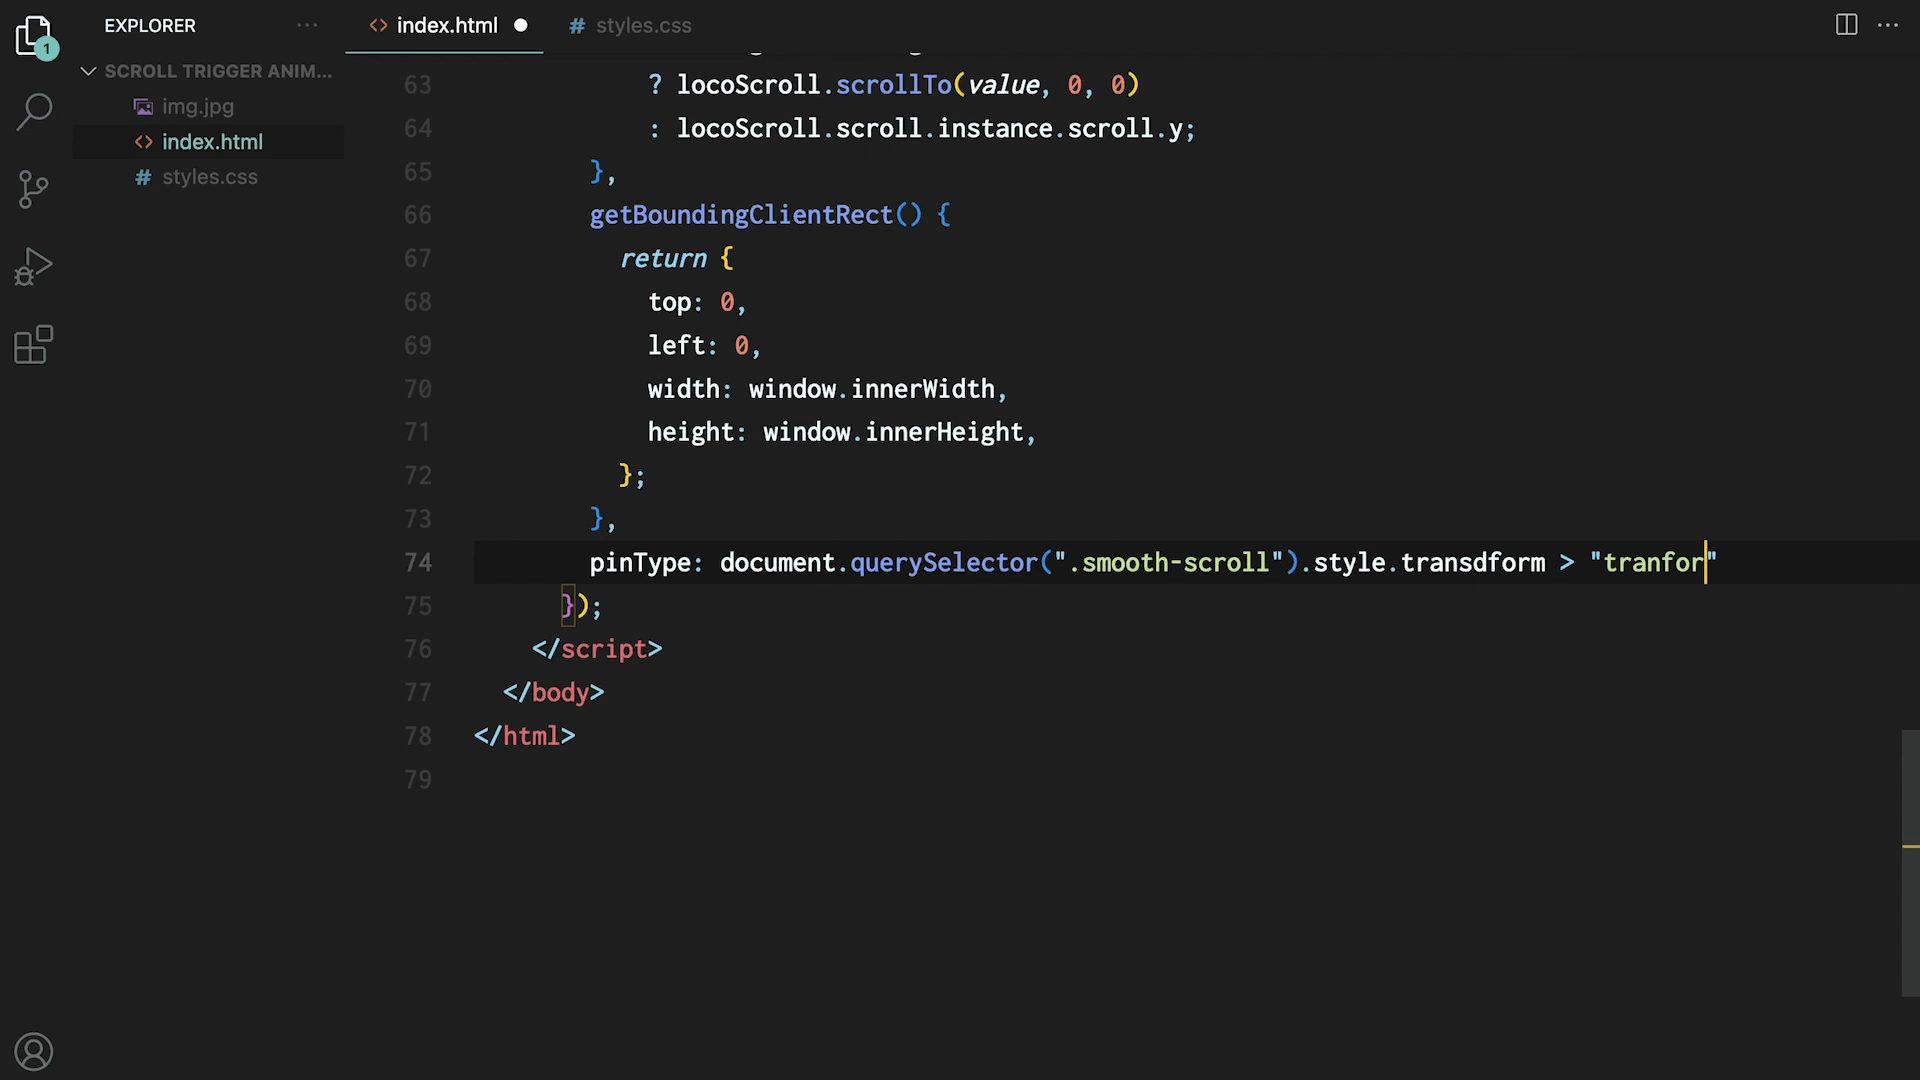 1
EXPLORER
···
index.html
styles.css
···
SCROLL TRIGGER ANIM...
img.jpg
index.html
styles.css
63 ? locoScroll.scrollTo(value, 0, 0)
64 : locoScroll.scroll.instance.scroll.y;
65 },
66 getBoundingClientRect() {
67 return {
68 top: 0,
69 left: 0,
70 width: window.innerWidth,
71 height: window.innerHeight,
72 };
73 },
74 pinType: document.querySelector(".smooth-scroll").style.transdform > "tranfor"
75 });
76 </script>
77 </body>
78 </html>
79